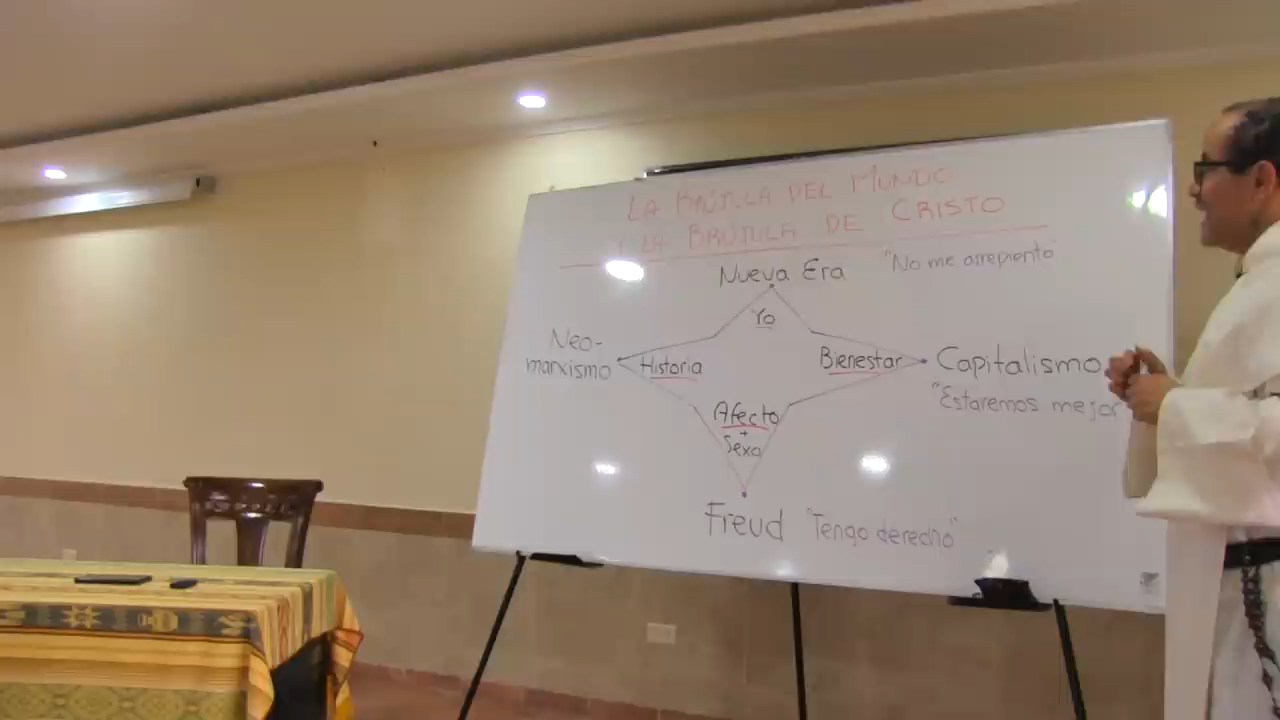 LA BRÚJULA DEL MUNDO
Y LA BRÚJULA DE CRISTO
Nueva Era "No me arrepiento"
Yo
Neo-
marxismo
Historia
Bienestar
Capitalismo
"Estaremos mejor
Afecto
+
Sexo
Freud "Tengo derecho"